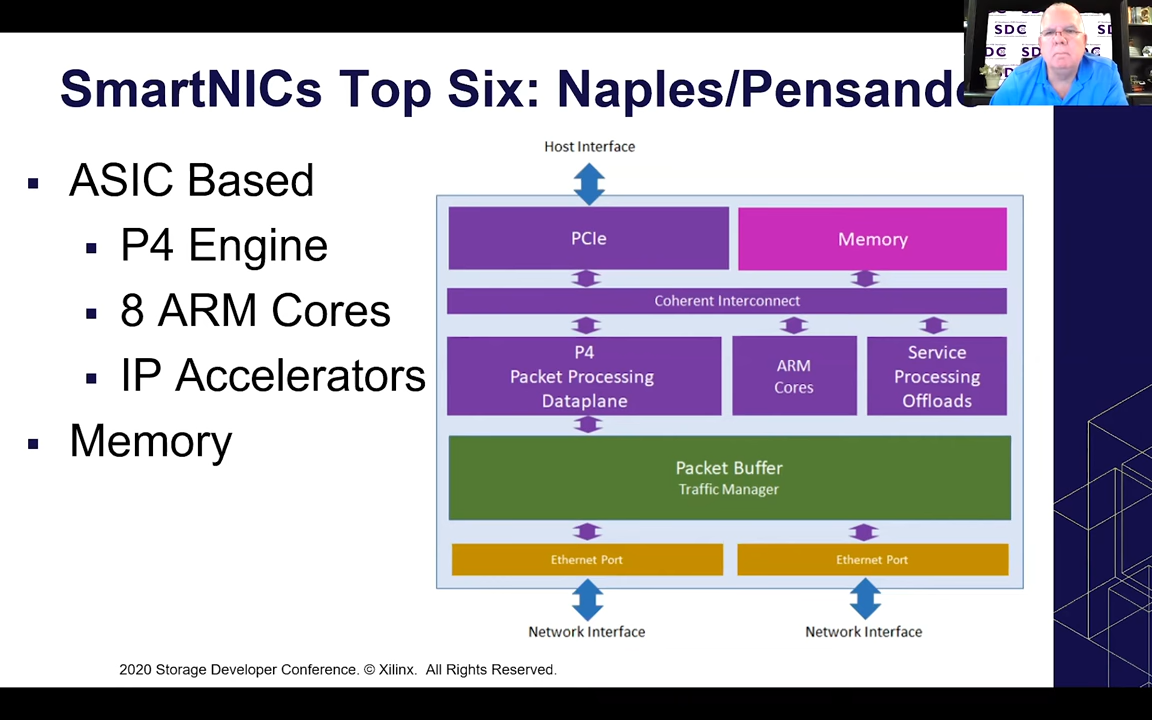 SmartNICs Top Six: Naples/Pensando
ASIC Based
P4 Engine
8 ARM Cores
IP Accelerators
Memory
Host Interface
PCIe
Memory
Coherent Interconnect
P4
Packet Processing
Dataplane
ARM
Cores
Service
Processing
Offloads
Packet Buffer
Traffic Manager
Ethernet Port
Ethernet Port
Network Interface
Network Interface
2020 Storage Developer Conference. © Xilinx. All Rights Reserved.
SDC